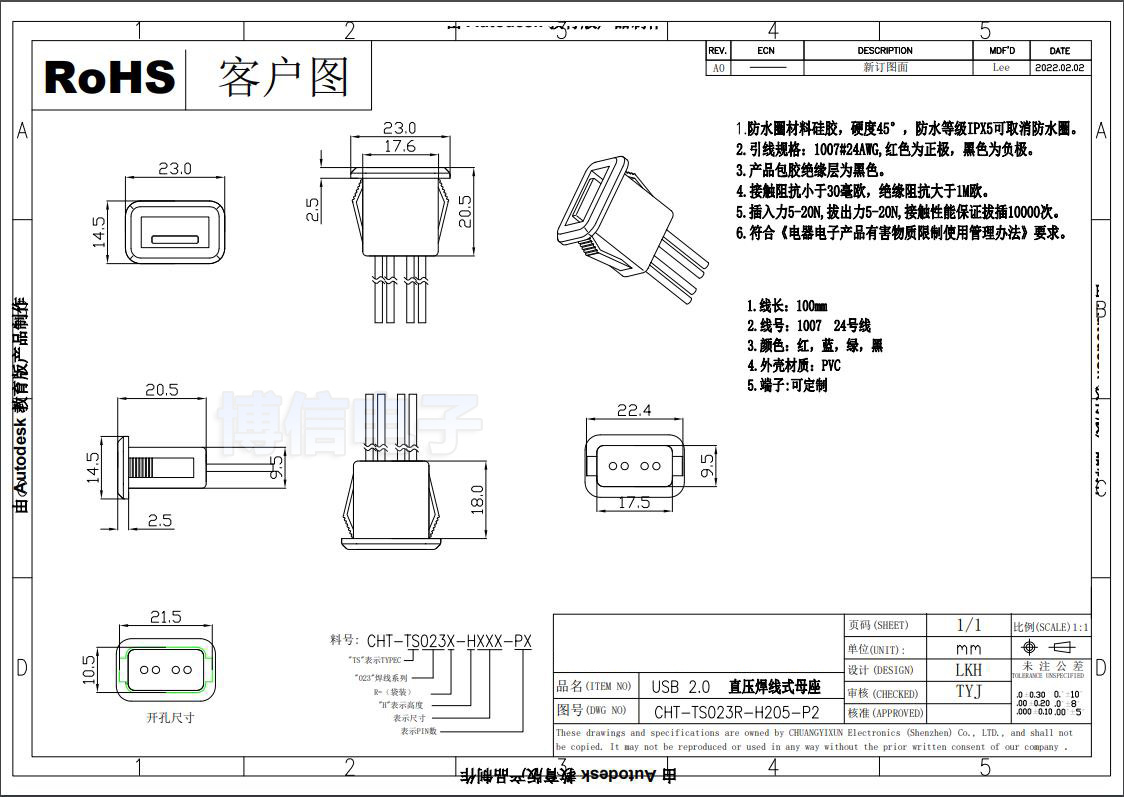 1 2 3 4 5
由 Autodesk 教育版产品制作
RoHS 客户图
REV. ECN DESCRIPTION MDF'D DATE
A0 新订图面 Lee 2022.02.02
A
A
1.防水圈材料硅胶，硬度45°，防水等级IPX5可取消防水圈。
2.引线规格：1007#24AWG,红色为正极，黑色为负极。
3.产品包胶绝缘层为黑色。
4.接触阻抗小于30毫欧，绝缘阻抗大于1M欧。
5.插入力5-20N,拔出力5-20N,接触性能保证拔插10000次。
6.符合《电器电子产品有害物质限制使用管理办法》要求。
23.0
14.5
23.0
17.6
2.5
20.5
1.线长：100mm
2.线号：1007 24号线
3.颜色：红，蓝，绿，黑
4.外壳材质：PVC
5.端子:可定制
B
由 Autodesk 教育版产品制作
博信电子
20.5
14.5
9.5
2.5
18.0
22.4
9.5
17.5
C
21.5
10.5
开孔尺寸
D
D
料号: CHT-TS023X-HXXX-PX
"TS"表示TYPEC
"023"焊线系列
R-（袋装）
"H"表示高度
表示尺寸
表示PIN数
页码(SHEET) 1/1 比例(SCALE)1:1
单位(UNIT): mm
设计(DESIGN) LKH 未注公差
TOLERANCE UNSPECIFIED
品名(ITEM NO) USB 2.0 直压焊线式母座
审核(CHECKED) TYJ
.0 ±0.30 0. ±10°
.00 ±0.20 .0° ±8°
.000 ±0.10 .00° ±5°
图号(DWG NO) CHT-TS023R-H205-P2
核准(APPROVED)
These drawings and specifications are owned by CHUANGYIXUN Electronics (Shenzhen) Co., LTD., and shall not
be copied. It may not be reproduced or used in any way without the prior written consent of our company .
1 2 3 4 5
由 Autodesk 教育版产品制作